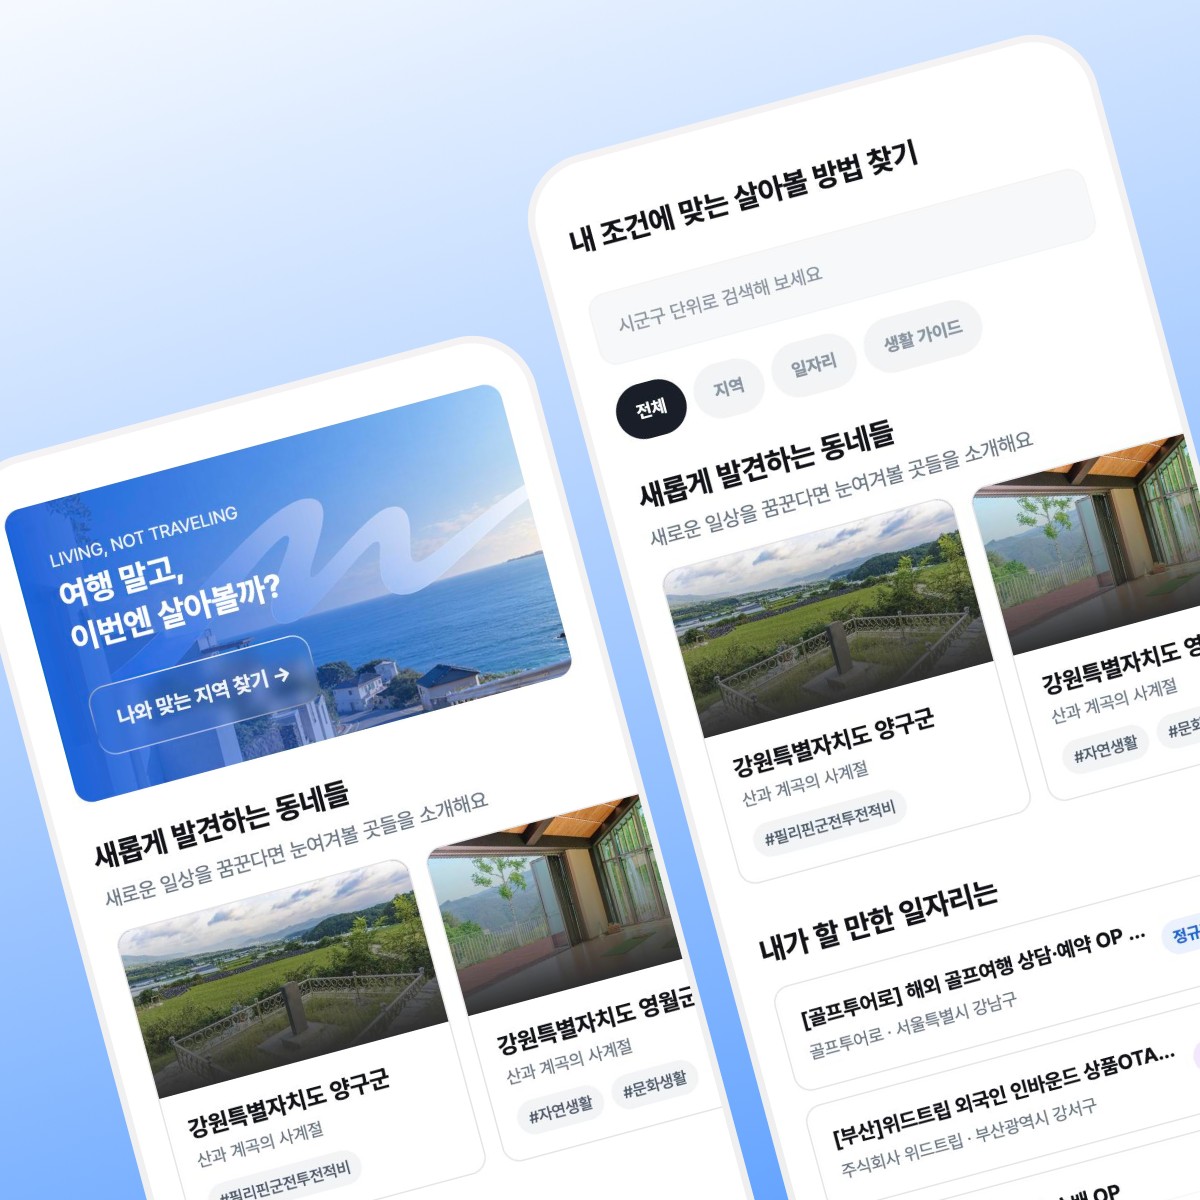 LIVING, NOT TRAVELING
여행 말고,
이번엔 살아볼까?
나와 맞는 지역 찾기 →
새롭게 발견하는 동네들
새로운 일상을 꿈꾼다면 눈여겨볼 곳들을 소개해요
강원특별자치도 양구군
산과 계곡의 사계절
#필리핀군전투전적비
강원특별자치도 영월군
산과 계곡의 사계절
#자연생활 #문화생활
내 조건에 맞는 살아볼 방법 찾기
시군구 단위로 검색해 보세요
전체 지역 일자리 생활 가이드
새롭게 발견하는 동네들
새로운 일상을 꿈꾼다면 눈여겨볼 곳들을 소개해요
강원특별자치도 양구군
산과 계곡의 사계절
#필리핀군전투전적비
강원특별자치도 영
산과 계곡의 사계절
#자연생활 #문화
내가 할 만한 일자리는
[골프투어로] 해외 골프여행 상담·예약 OP ... 정규
골프투어로 · 서울특별시 강남구
[부산]위드트립 외국인 인바운드 상품OTA...
주식회사 위드트립 · 부산광역시 강서구
OP